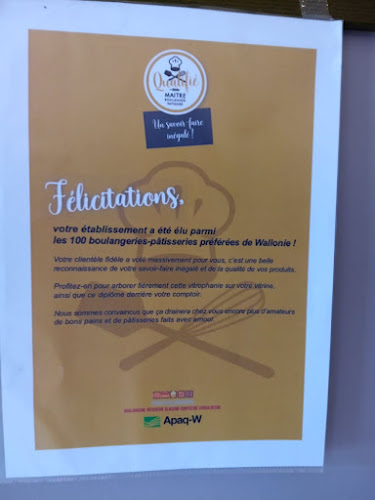 Qualifié
MAITRE
BOULANGER
PATISSIER
Un savoir-faire
inégalé !
Félicitations,
votre établissement a été élu parmi
les 100 boulangeries-pâtisseries préférées de Wallonie !
Votre clientèle fidèle a voté massivement pour vous, c'est une belle
reconnaissance de votre savoir-faire inégalé et de la qualité de vos produits.
Profitez-en pour arborer fièrement cette vitrophanie sur votre vitrine,
ainsi que ce diplôme derrière votre comptoir.
Nous sommes convaincus que ça drainera chez vous encore plus d'amateurs
de bons pains et de pâtisseries faits avec amour.
Apaq-W